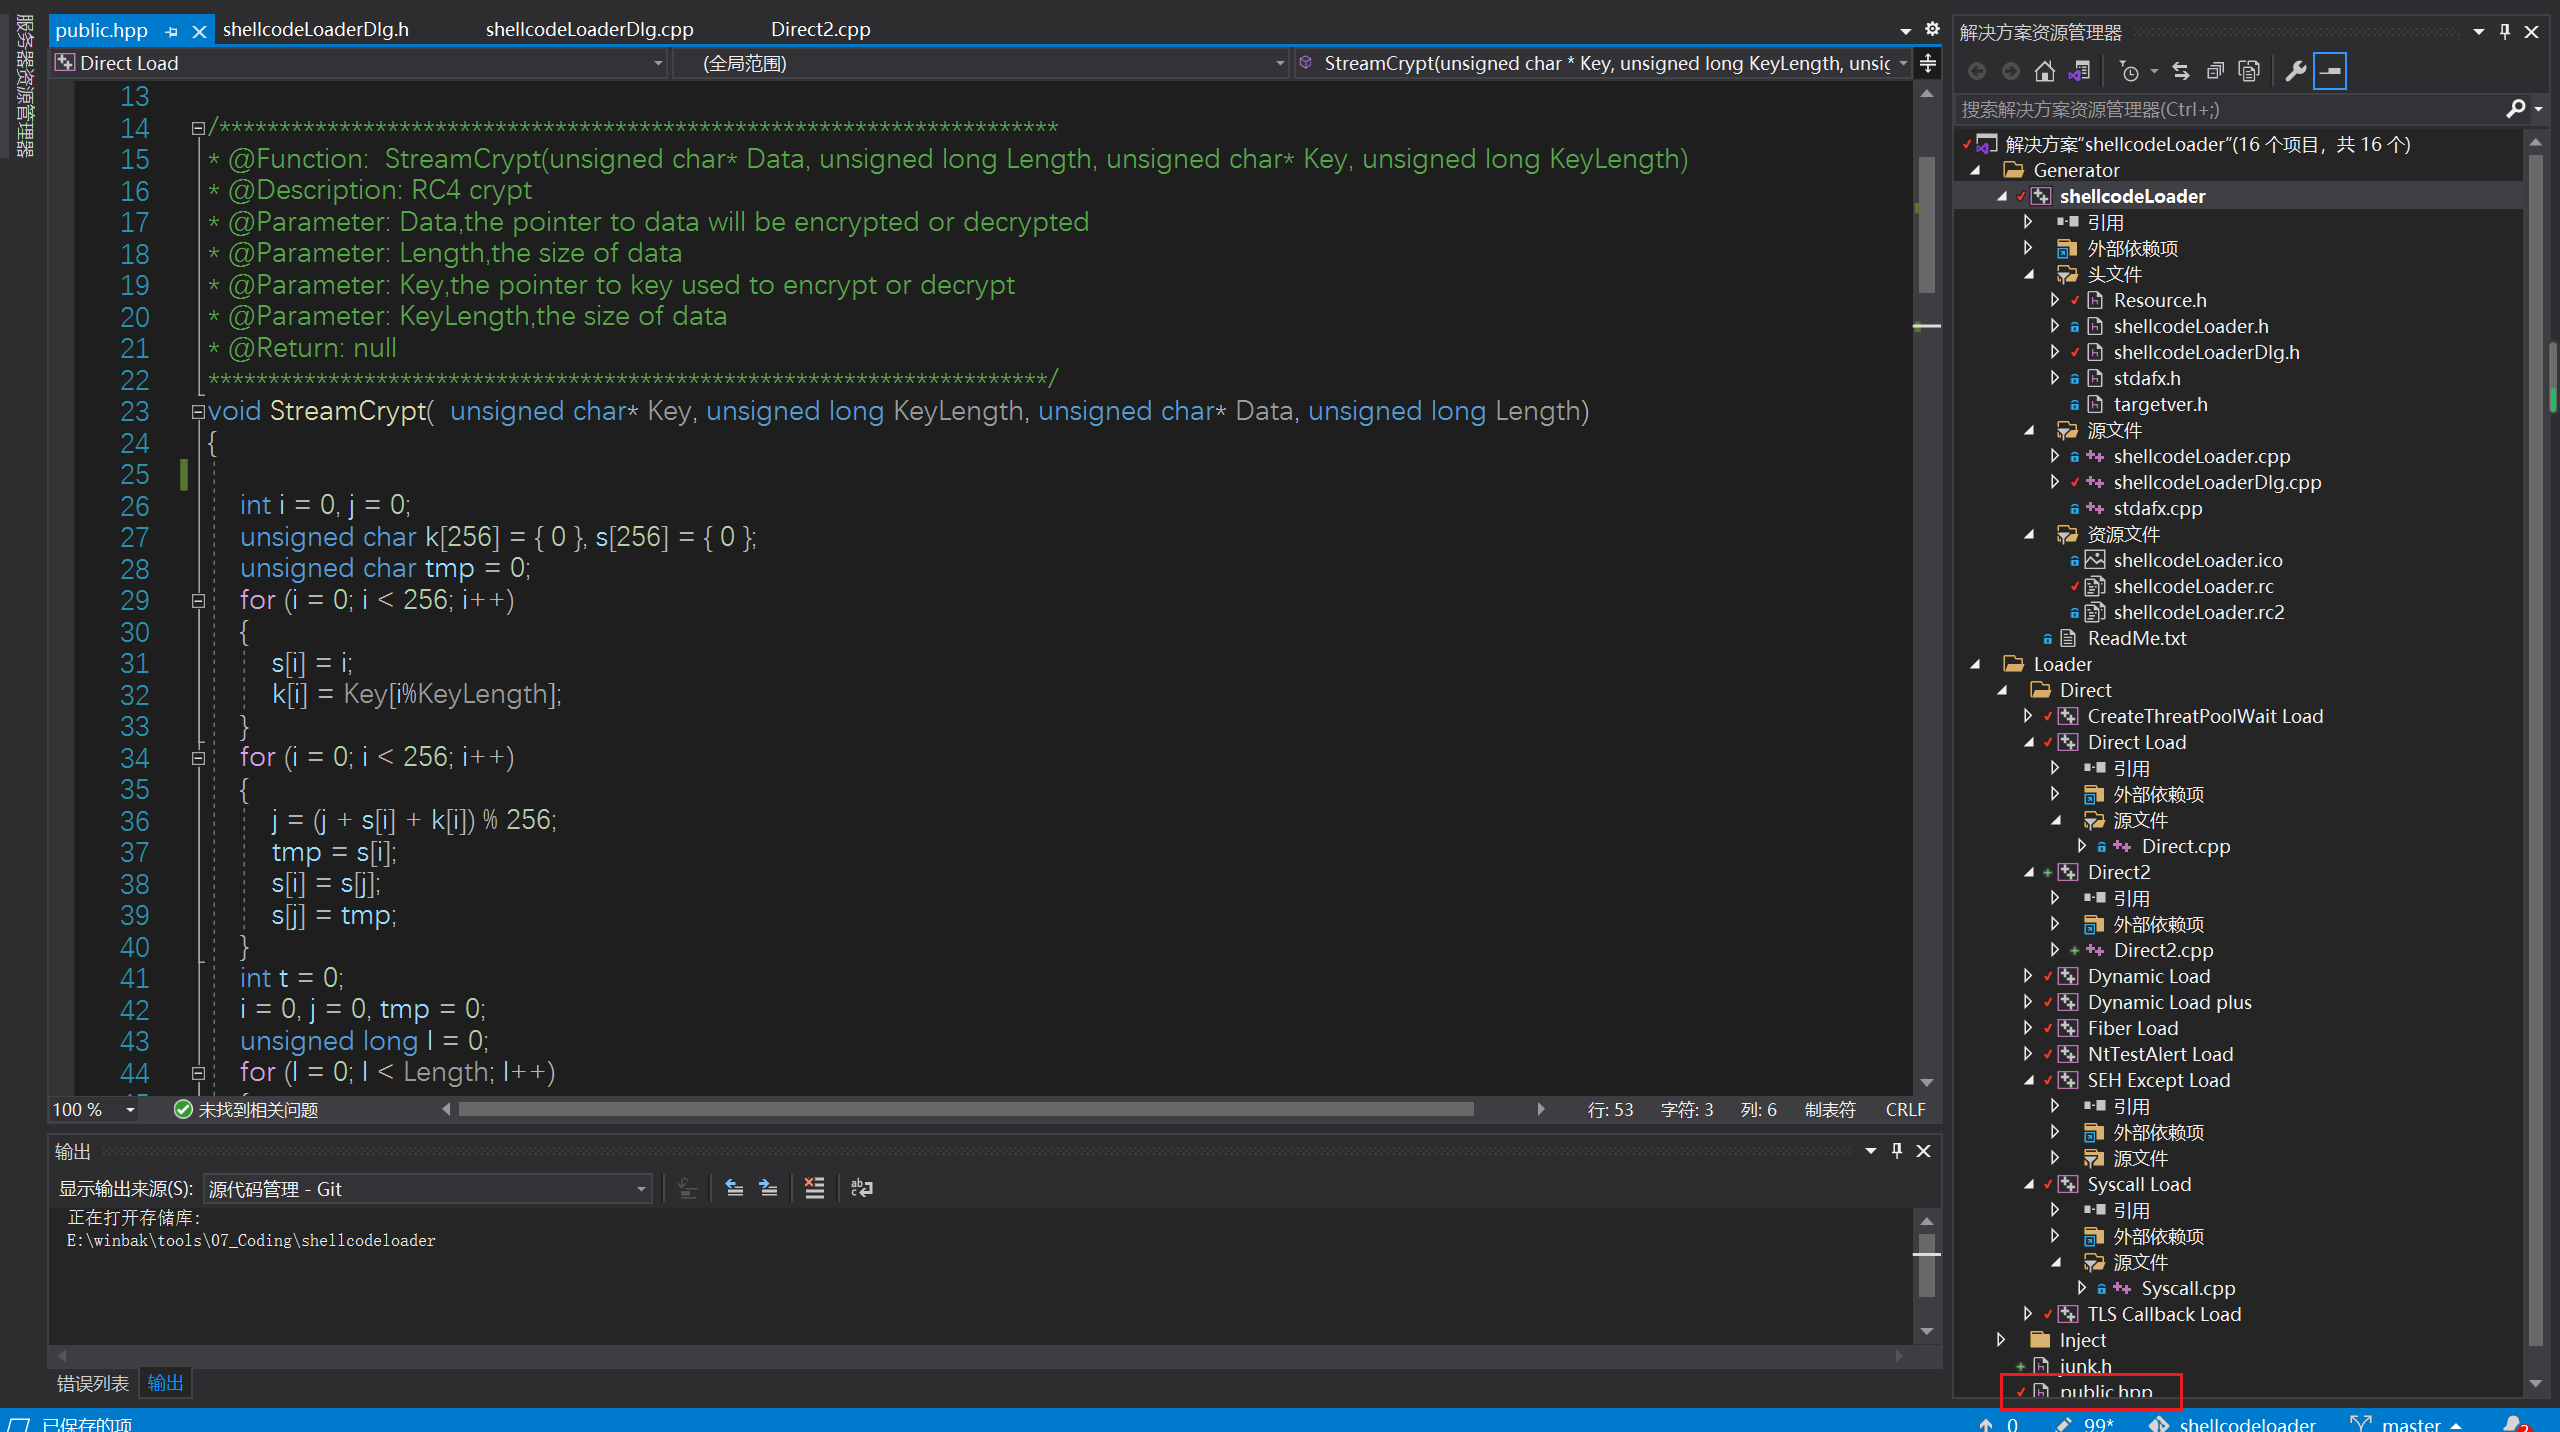 服务器资源管理器
public.hpp
shellcodeLoaderDlg.h
shellcodeLoaderDlg.cpp
Direct2.cpp
Direct Load
(全局范围)
StreamCrypt(unsigned char * Key, unsigned long KeyLength, unsig
13
14 /**********************************************************************
15 * @Function: StreamCrypt(unsigned char* Data, unsigned long Length, unsigned char* Key, unsigned long KeyLength)
16 * @Description: RC4 crypt
17 * @Parameter: Data,the pointer to data will be encrypted or decrypted
18 * @Parameter: Length,the size of data
19 * @Parameter: Key,the pointer to key used to encrypt or decrypt
20 * @Parameter: KeyLength,the size of data
21 * @Return: null
22 **********************************************************************/
23 void StreamCrypt(  unsigned char* Key, unsigned long KeyLength, unsigned char* Data, unsigned long Length)
24 {
25
26 int i = 0, j = 0;
27 unsigned char k[256] = { 0 }, s[256] = { 0 };
28 unsigned char tmp = 0;
29 for (i = 0; i < 256; i++)
30 {
31 s[i] = i;
32 k[i] = Key[i%KeyLength];
33 }
34 for (i = 0; i < 256; i++)
35 {
36 j = (j + s[i] + k[i]) % 256;
37 tmp = s[i];
38 s[i] = s[j];
39 s[j] = tmp;
40 }
41 int t = 0;
42 i = 0, j = 0, tmp = 0;
43 unsigned long l = 0;
44 for (l = 0; l < Length; l++)
100 %
未找到相关问题
行: 53
字符: 3
列: 6
制表符
CRLF
输出
显示输出来源(S):
源代码管理 - Git
正在打开存储库:
E:\winbak\tools\07_Coding\shellcodeloader
错误列表
输出
已保存的项
0
99*
shellcodeloader
master
2
解决方案资源管理器
搜索解决方案资源管理器(Ctrl+;)
解决方案"shellcodeLoader"(16 个项目，共 16 个)
Generator
shellcodeLoader
引用
外部依赖项
头文件
Resource.h
shellcodeLoader.h
shellcodeLoaderDlg.h
stdafx.h
targetver.h
源文件
shellcodeLoader.cpp
shellcodeLoaderDlg.cpp
stdafx.cpp
资源文件
shellcodeLoader.ico
shellcodeLoader.rc
shellcodeLoader.rc2
ReadMe.txt
Loader
Direct
CreateThreatPoolWait Load
Direct Load
引用
外部依赖项
源文件
Direct.cpp
Direct2
引用
外部依赖项
Direct2.cpp
Dynamic Load
Dynamic Load plus
Fiber Load
NtTestAlert Load
SEH Except Load
引用
外部依赖项
源文件
Syscall Load
引用
外部依赖项
源文件
Syscall.cpp
TLS Callback Load
Inject
junk.h
public.hpp